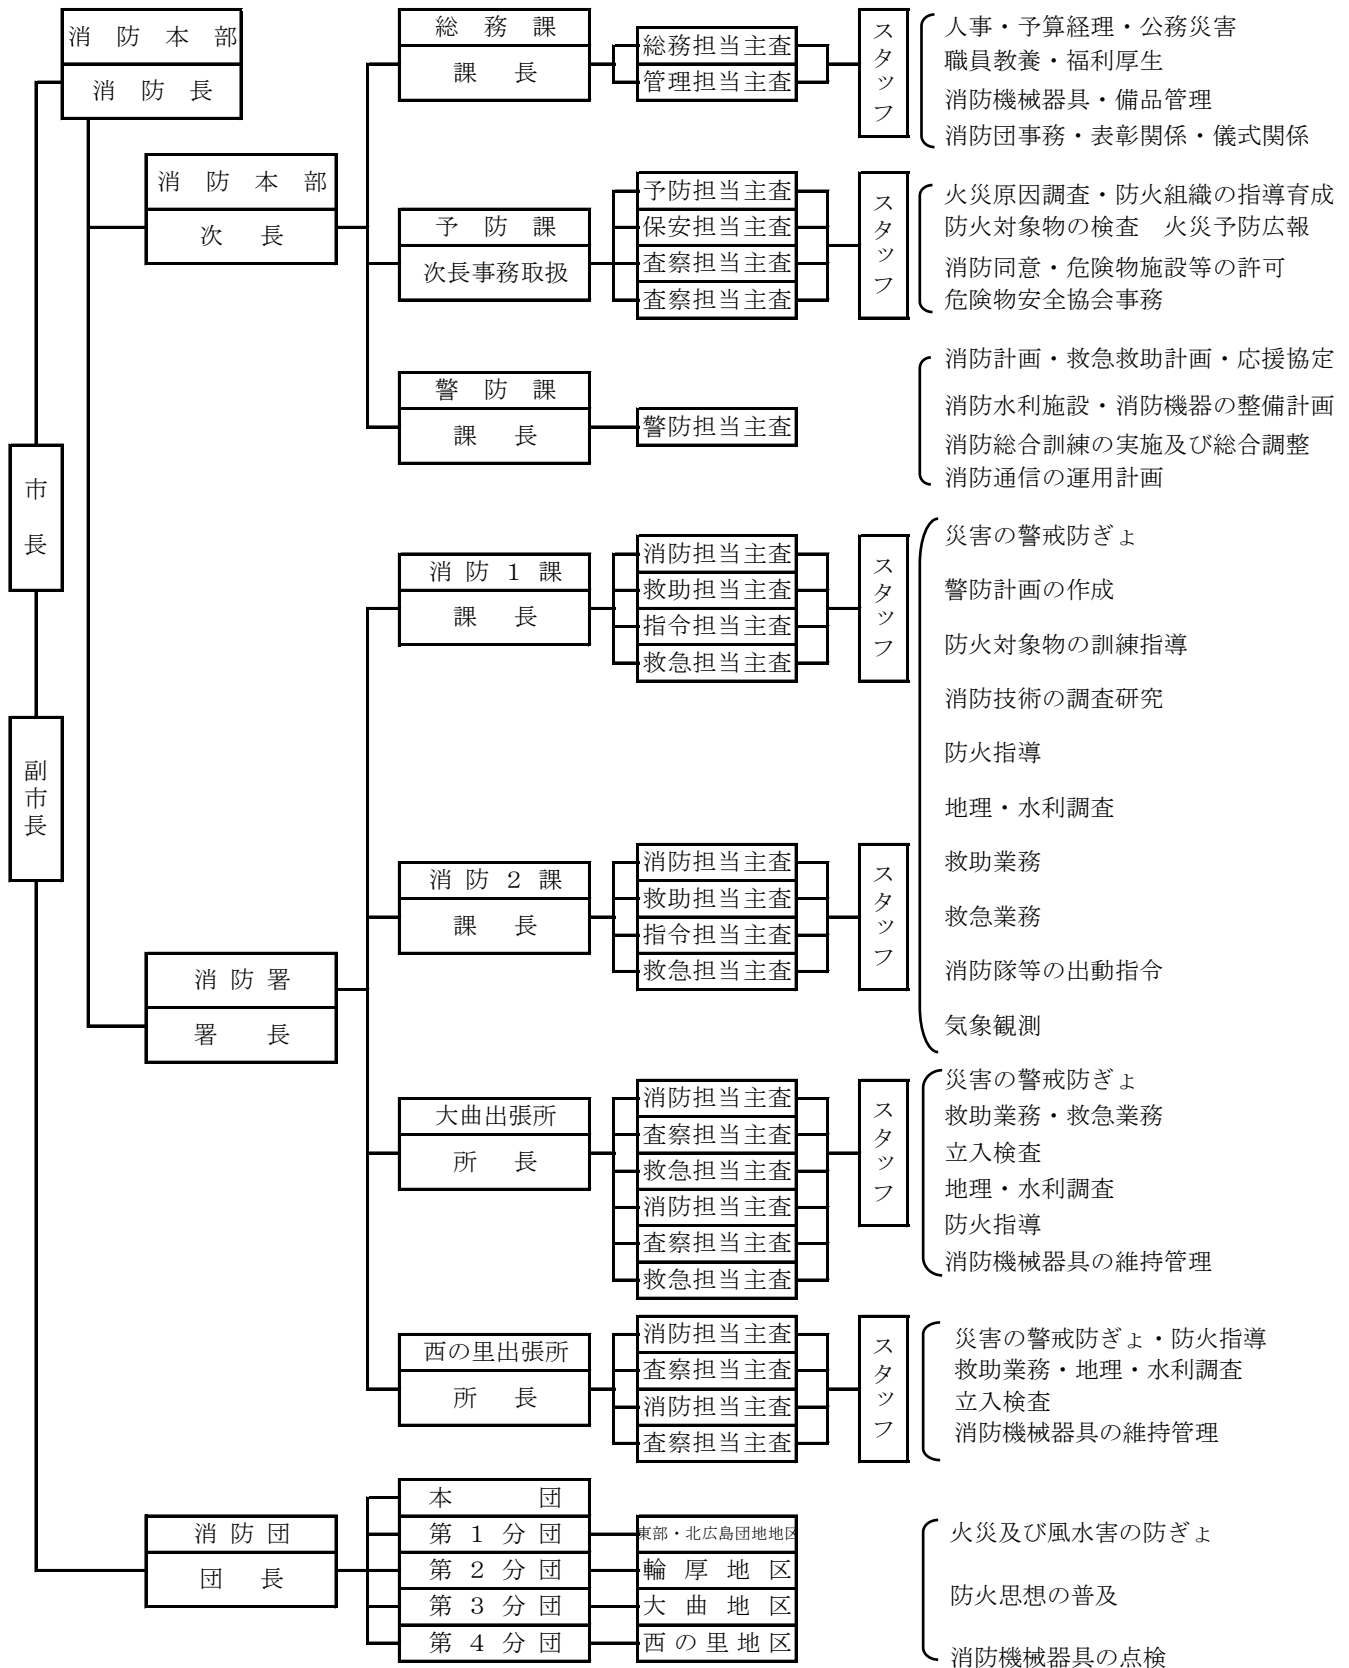 消防本部
消防長
市長
副市長
消防本部
次長
総務課
課長
総務担当主査
管理担当主査
スタッフ
人事・予算経理・公務災害
職員教養・福利厚生
消防機械器具・備品管理
消防団事務・表彰関係・儀式関係
予防課
次長事務取扱
予防担当主査
保安担当主査
査察担当主査
査察担当主査
スタッフ
火災原因調査・防火組織の指導育成
防火対象物の検査　火災予防広報
消防同意・危険物施設等の許可
危険物安全協会事務
警防課
課長
警防担当主査
消防計画・救急救助計画・応援協定
消防水利施設・消防機器の整備計画
消防総合訓練の実施及び総合調整
消防通信の運用計画
消防署
署長
消防１課
課長
消防担当主査
救助担当主査
指令担当主査
救急担当主査
スタッフ
消防２課
課長
消防担当主査
救助担当主査
指令担当主査
救急担当主査
スタッフ
災害の警戒防ぎょ
警防計画の作成
防火対象物の訓練指導
消防技術の調査研究
防火指導
地理・水利調査
救助業務
救急業務
消防隊等の出動指令
気象観測
大曲出張所
所長
消防担当主査
査察担当主査
救急担当主査
消防担当主査
査察担当主査
救急担当主査
スタッフ
災害の警戒防ぎょ
救助業務・救急業務
立入検査
地理・水利調査
防火指導
消防機械器具の維持管理
西の里出張所
所長
消防担当主査
査察担当主査
消防担当主査
査察担当主査
スタッフ
災害の警戒防ぎょ・防火指導
救助業務・地理・水利調査
立入検査
消防機械器具の維持管理
消防団
団長
本団
第１分団
東部・北広島団地地区
第２分団
輪厚地区
第３分団
大曲地区
第４分団
西の里地区
火災及び風水害の防ぎょ
防火思想の普及
消防機械器具の点検